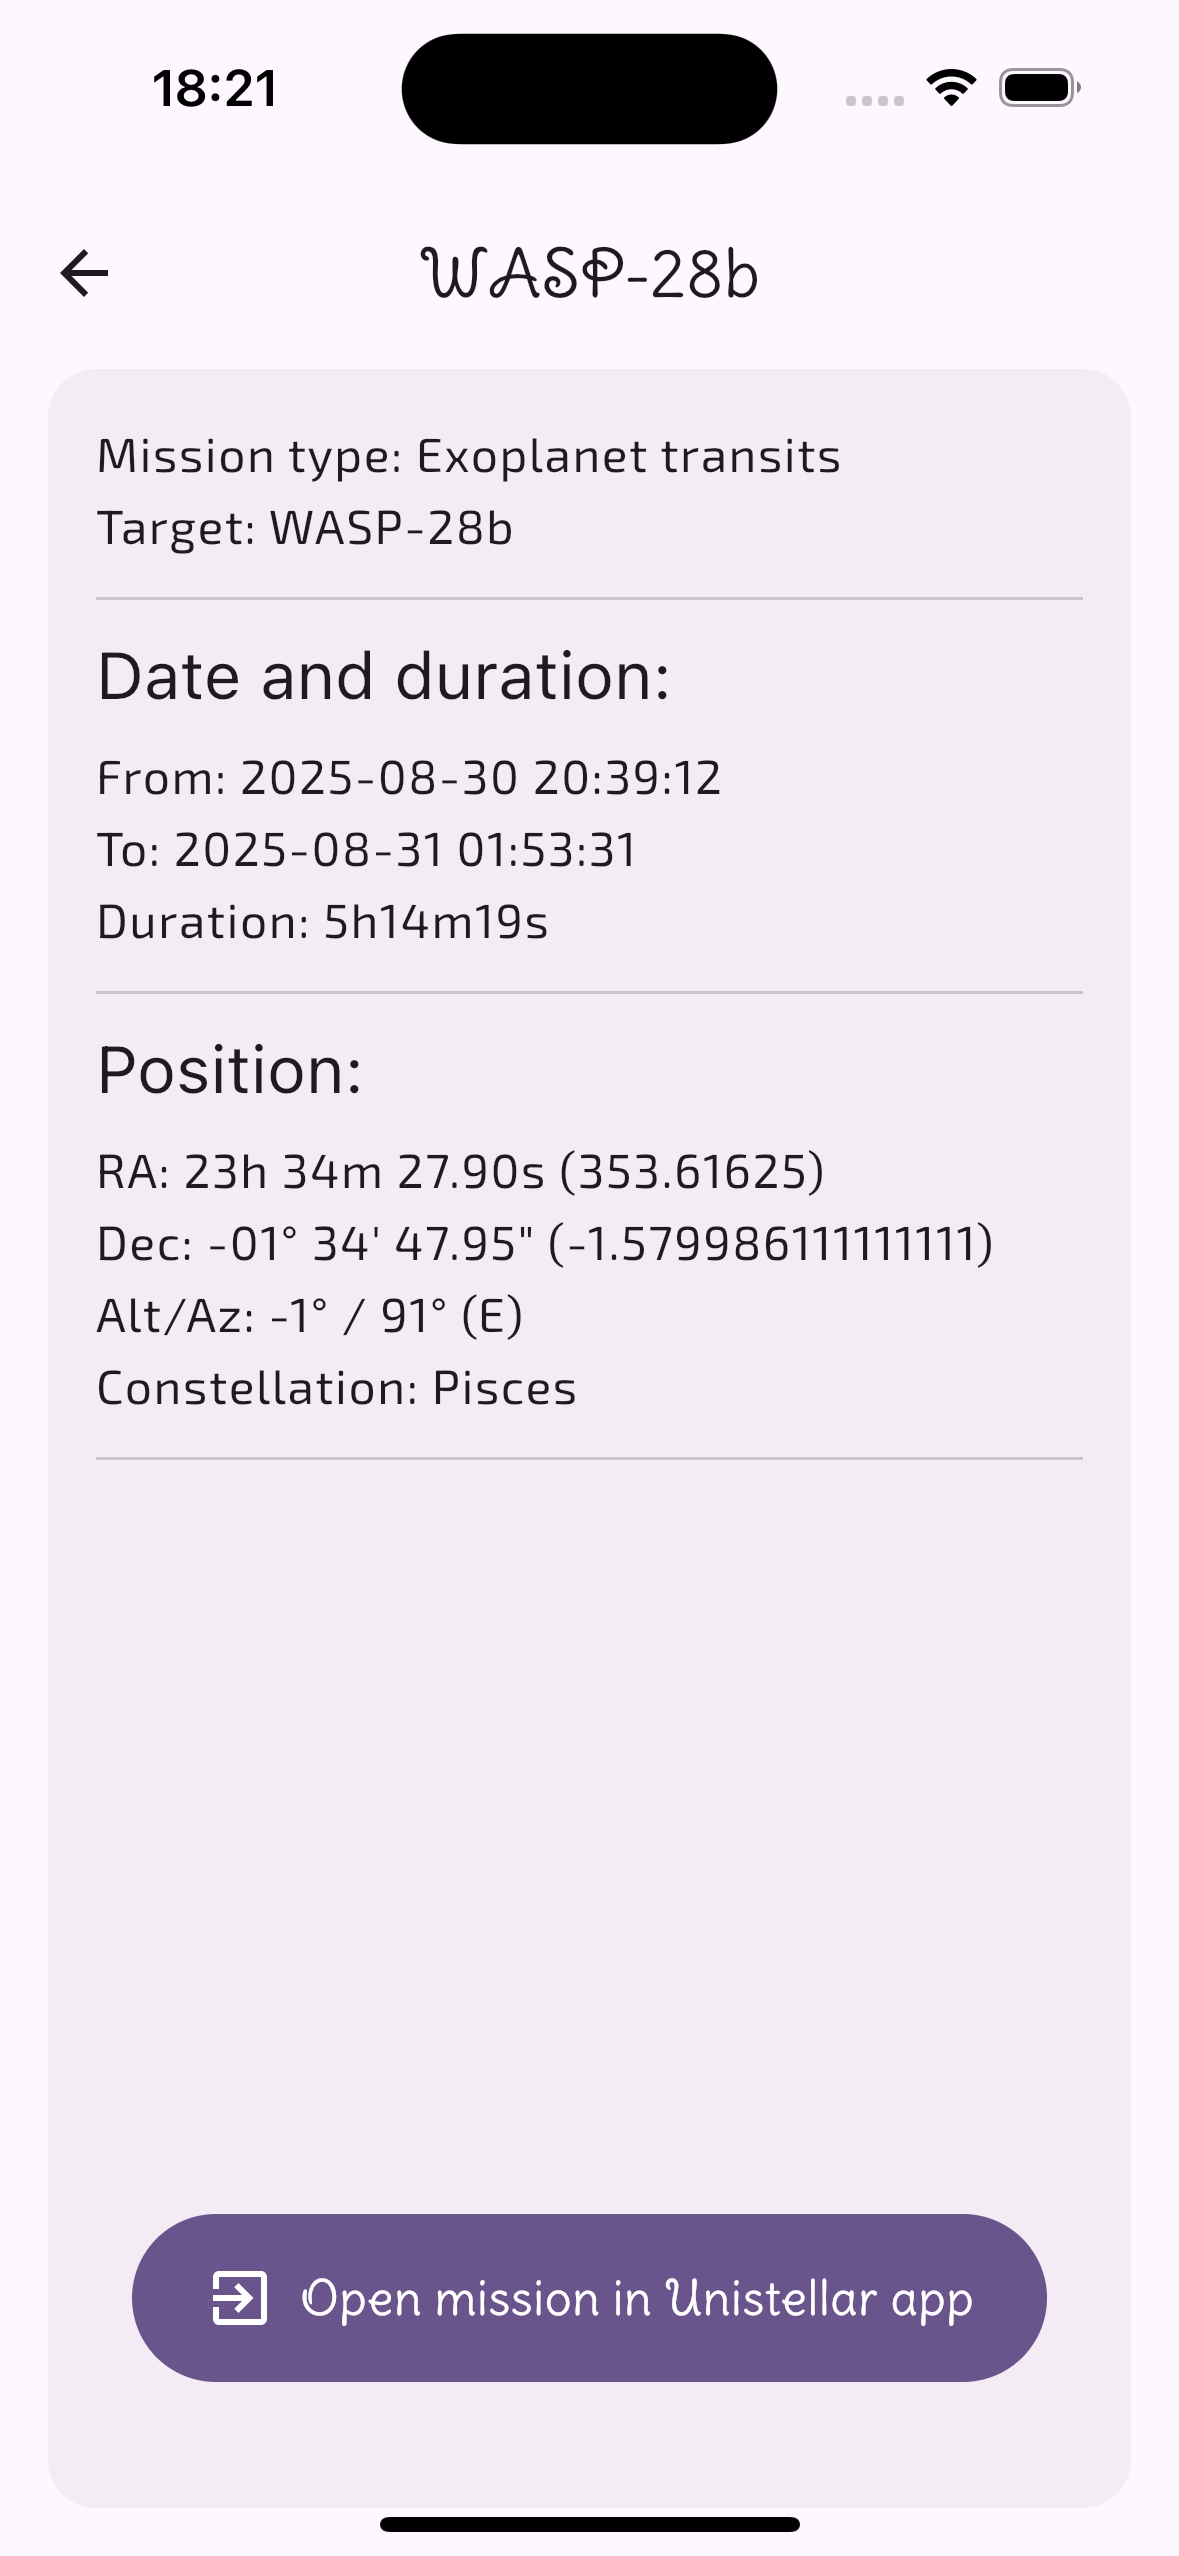 18:21
WASP-28b
Mission type: Exoplanet transits
Target: WASP-28b
Date and duration:
From: 2025-08-30 20:39:12
To: 2025-08-31 01:53:31
Duration: 5h14m19s
Position:
RA: 23h 34m 27.90s (353.61625)
Dec: -01° 34' 47.95" (-1.579986111111111)
Alt/Az: -1° / 91° (E)
Constellation: Pisces
Open mission in Unistellar app